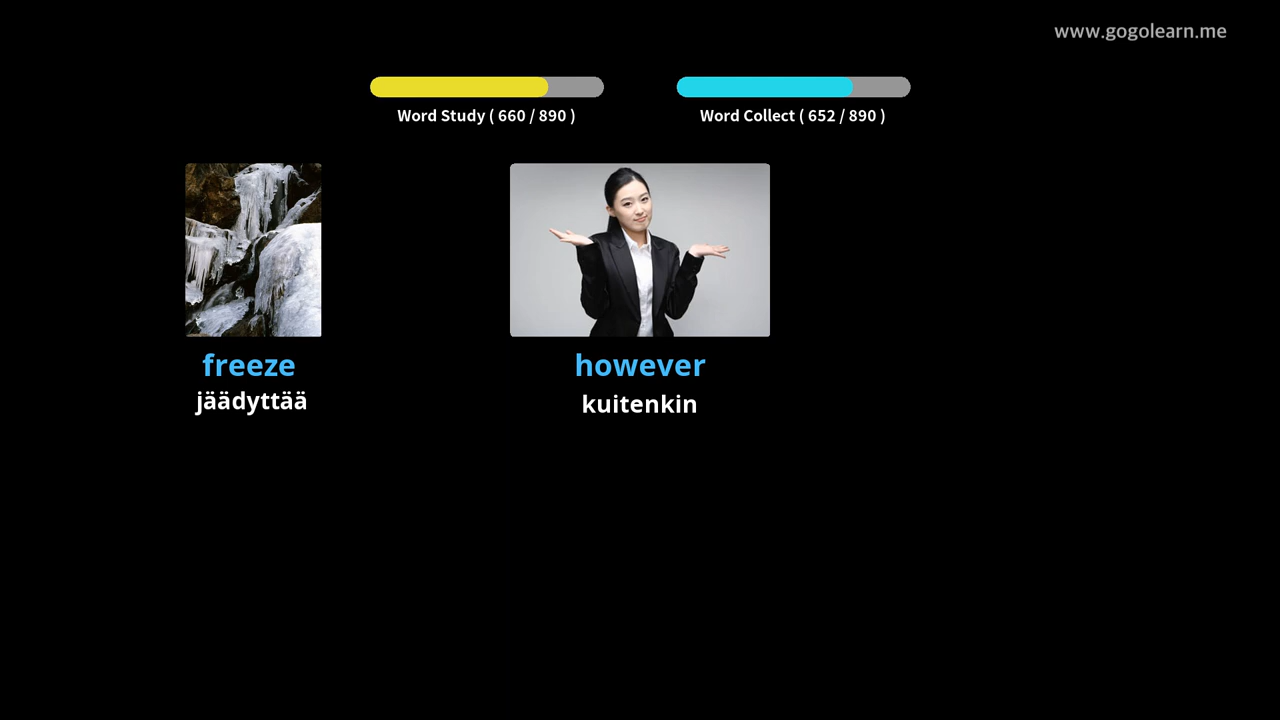 www.gogolearn.me
Word Study ( 660 / 890 )
Word Collect ( 652 / 890 )
freeze
jäädyttää
however
kuitenkin